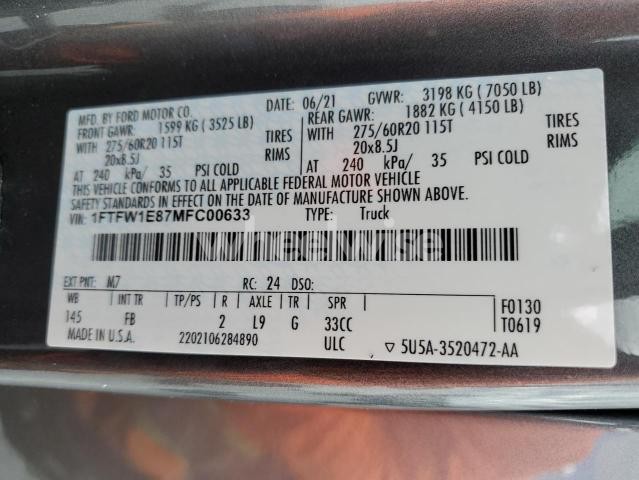 MFD. BY FORD MOTOR CO.
DATE: 06/21 GVWR: 3198 KG ( 7050 LB)
FRONT GAWR: 1599 KG ( 3525 LB)
WITH 275/60R20 115T TIRES
20x8.5J RIMS
AT 240 kPa/ 35 PSI COLD
REAR GAWR: 1882 KG ( 4150 LB)
WITH 275/60R20 115T TIRES
20x8.5J RIMS
AT 240 kPa/ 35 PSI COLD
THIS VEHICLE CONFORMS TO ALL APPLICABLE FEDERAL MOTOR VEHICLE
SAFETY STANDARDS IN EFFECT ON THE DATE OF MANUFACTURE SHOWN ABOVE.
VIN: 1FTFW1E87MFC00633 TYPE: Truck
wheelwise
EXT PNT: M7 RC: 24 DSO:
WB INT TR TP/PS R AXLE TR SPR F0130
145 FB 2 L9 G 33CC T0619
MADE IN U.S.A. 2202106284890 ULC ▽ 5U5A-3520472-AA